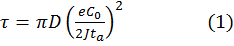 τ = πD (eC₀ / 2Jtₐ)² (1)